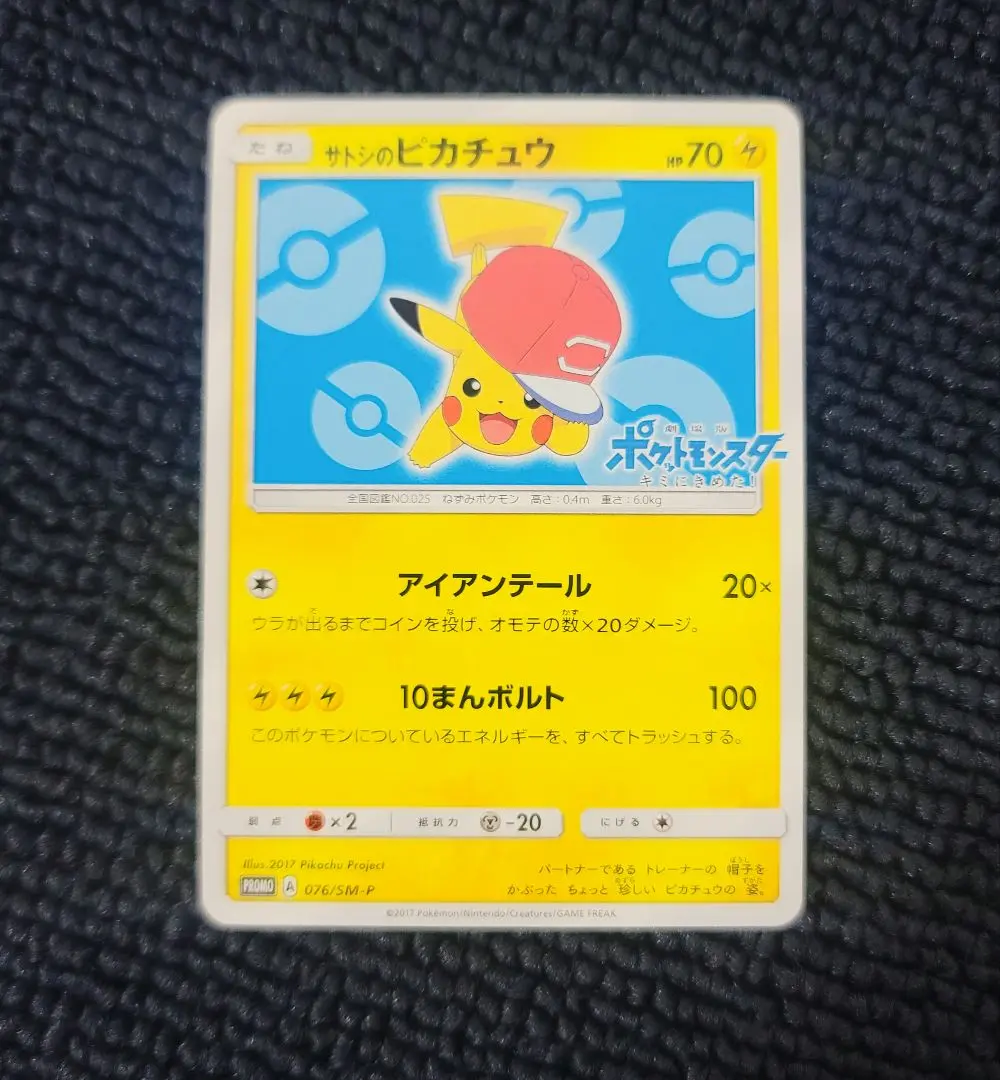 たね サトシのピカチュウ HP70
劇場版
ポケットモンスター
キミにきめた!
全国図鑑NO.025 ねずみポケモン 高さ:0.4m 重さ:6.0kg
アイアンテール 20×
ウラが出るまでコインを投げ、オモテの数×20ダメージ。
10まんボルト 100
このポケモンについているエネルギーを、すべてトラッシュする。
弱点 ×2 抵抗力 -20 にげる
Illus.2017 Pikachu Project
PROMO A 076/SM-P
パートナーである トレーナーの 帽子を
かぶった ちょっと 珍しい ピカチュウの 姿。
©2017 Pokémon/Nintendo/Creatures/GAME FREAK